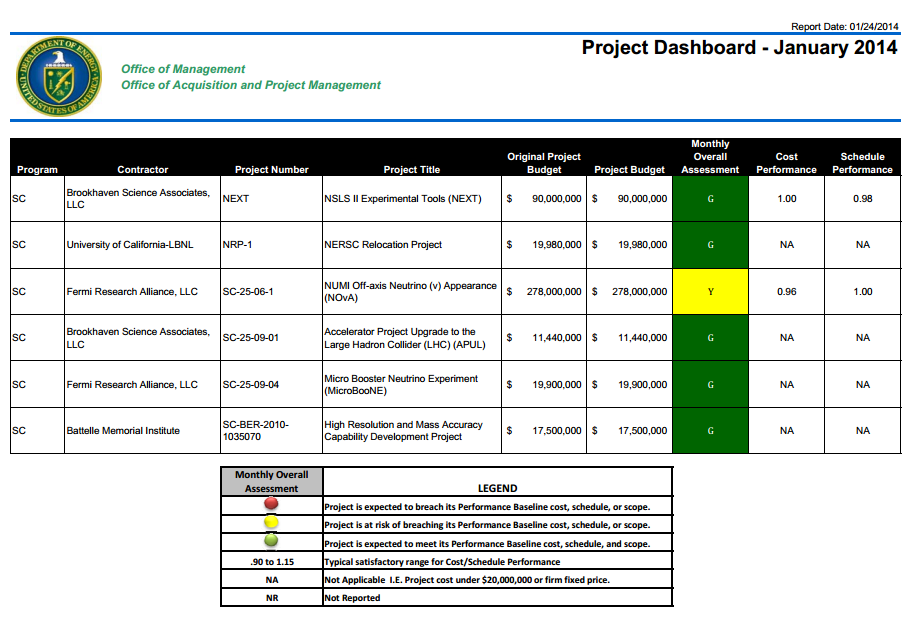 Report Date: 01/24/2014
Project Dashboard - January 2014
DEPARTMENT OF ENERGY
UNITED STATES OF AMERICA
Office of Management
Office of Acquisition and Project Management
Program Contractor Project Number Project Title Original Project Budget Project Budget Monthly Overall Assessment Cost Performance Schedule Performance
SC Brookhaven Science Associates, LLC NEXT NSLS II Experimental Tools (NEXT) $ 90,000,000 $ 90,000,000 G 1.00 0.98
SC University of California-LBNL NRP-1 NERSC Relocation Project $ 19,980,000 $ 19,980,000 G NA NA
SC Fermi Research Alliance, LLC SC-25-06-1 NUMI Off-axis Neutrino (v) Appearance (NOvA) $ 278,000,000 $ 278,000,000 Y 0.96 1.00
SC Brookhaven Science Associates, LLC SC-25-09-01 Accelerator Project Upgrade to the Large Hadron Collider (LHC) (APUL) $ 11,440,000 $ 11,440,000 G NA NA
SC Fermi Research Alliance, LLC SC-25-09-04 Micro Booster Neutrino Experiment (MicroBooNE) $ 19,900,000 $ 19,900,000 G NA NA
SC Battelle Memorial Institute SC-BER-2010-1035070 High Resolution and Mass Accuracy Capability Development Project $ 17,500,000 $ 17,500,000 G NA NA
Monthly Overall Assessment LEGEND
Project is expected to breach its Performance Baseline cost, schedule, or scope.
Project is at risk of breaching its Performance Baseline cost, schedule, or scope.
Project is expected to meet its Performance Baseline cost, schedule, and scope.
.90 to 1.15 Typical satisfactory range for Cost/Schedule Performance
NA Not Applicable I.E. Project cost under $20,000,000 or firm fixed price.
NR Not Reported